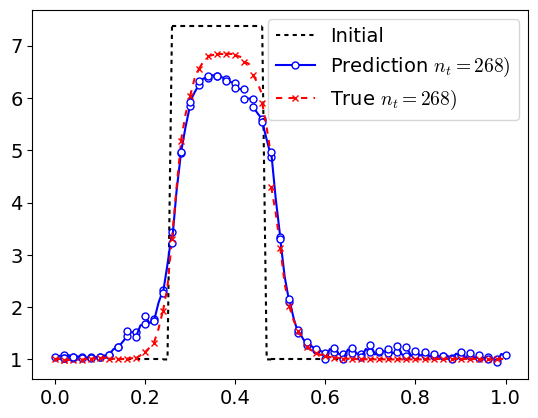 Initial
Prediction n_t = 268)
True n_t = 268)
7
6
5
4
3
2
1
0.0 0.2 0.4 0.6 0.8 1.0